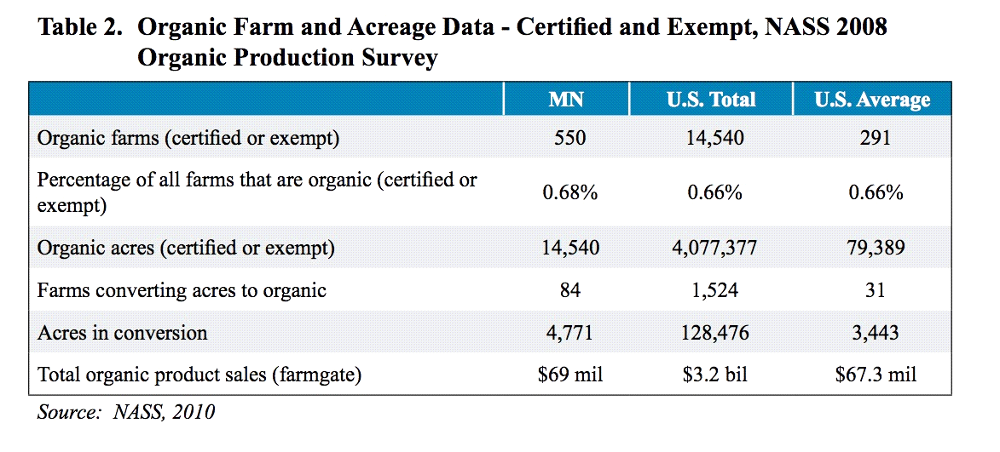 Table 2. Organic Farm and Acreage Data - Certified and Exempt, NASS 2008
Organic Production Survey
MN U.S. Total U.S. Average
Organic farms (certified or exempt) 550 14,540 291
Percentage of all farms that are organic (certified or
exempt) 0.68% 0.66% 0.66%
Organic acres (certified or exempt) 14,540 4,077,377 79,389
Farms converting acres to organic 84 1,524 31
Acres in conversion 4,771 128,476 3,443
Total organic product sales (farmgate) $69 mil $3.2 bil $67.3 mil
Source: NASS, 2010